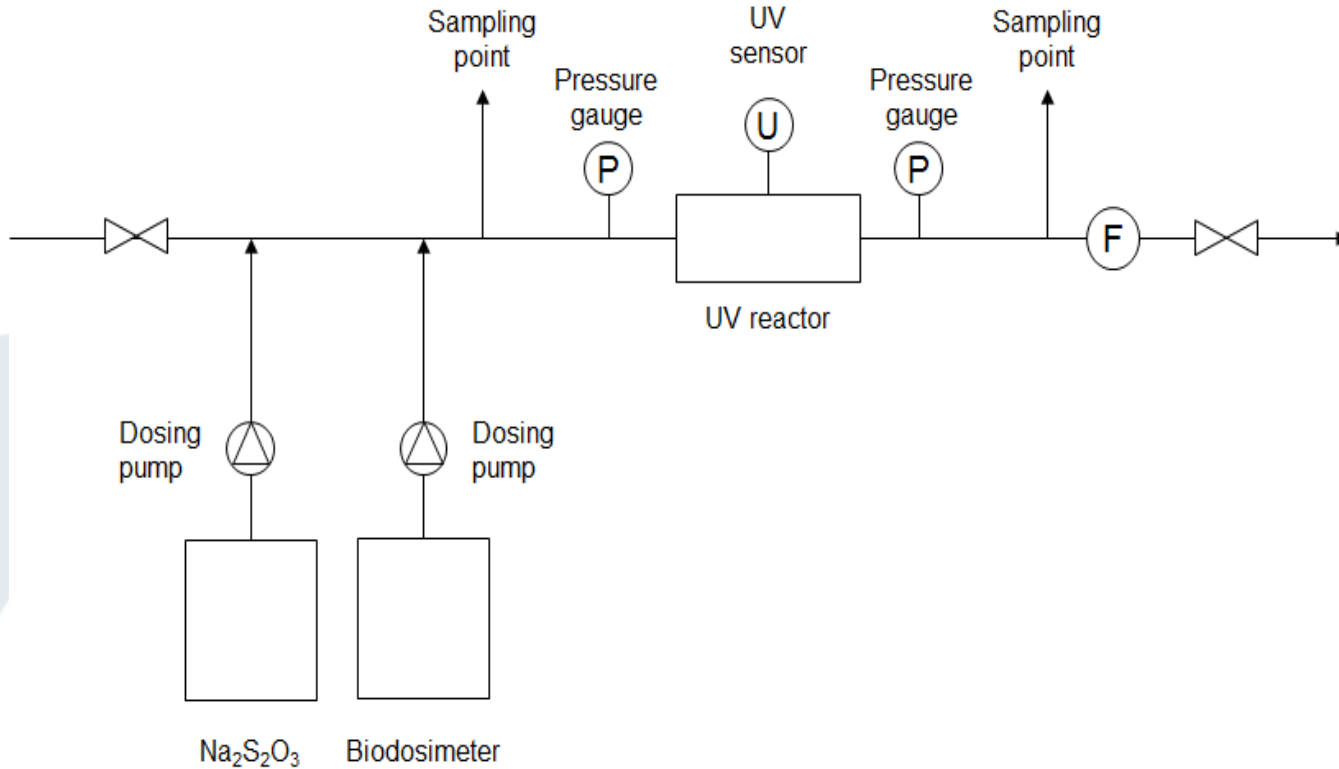 Sampling
point
UV
sensor
Sampling
point
Pressure
gauge
Pressure
gauge
U
P
P
F
UV reactor
Dosing
pump
Dosing
pump
Na₂S₂O₃
Biodosimeter